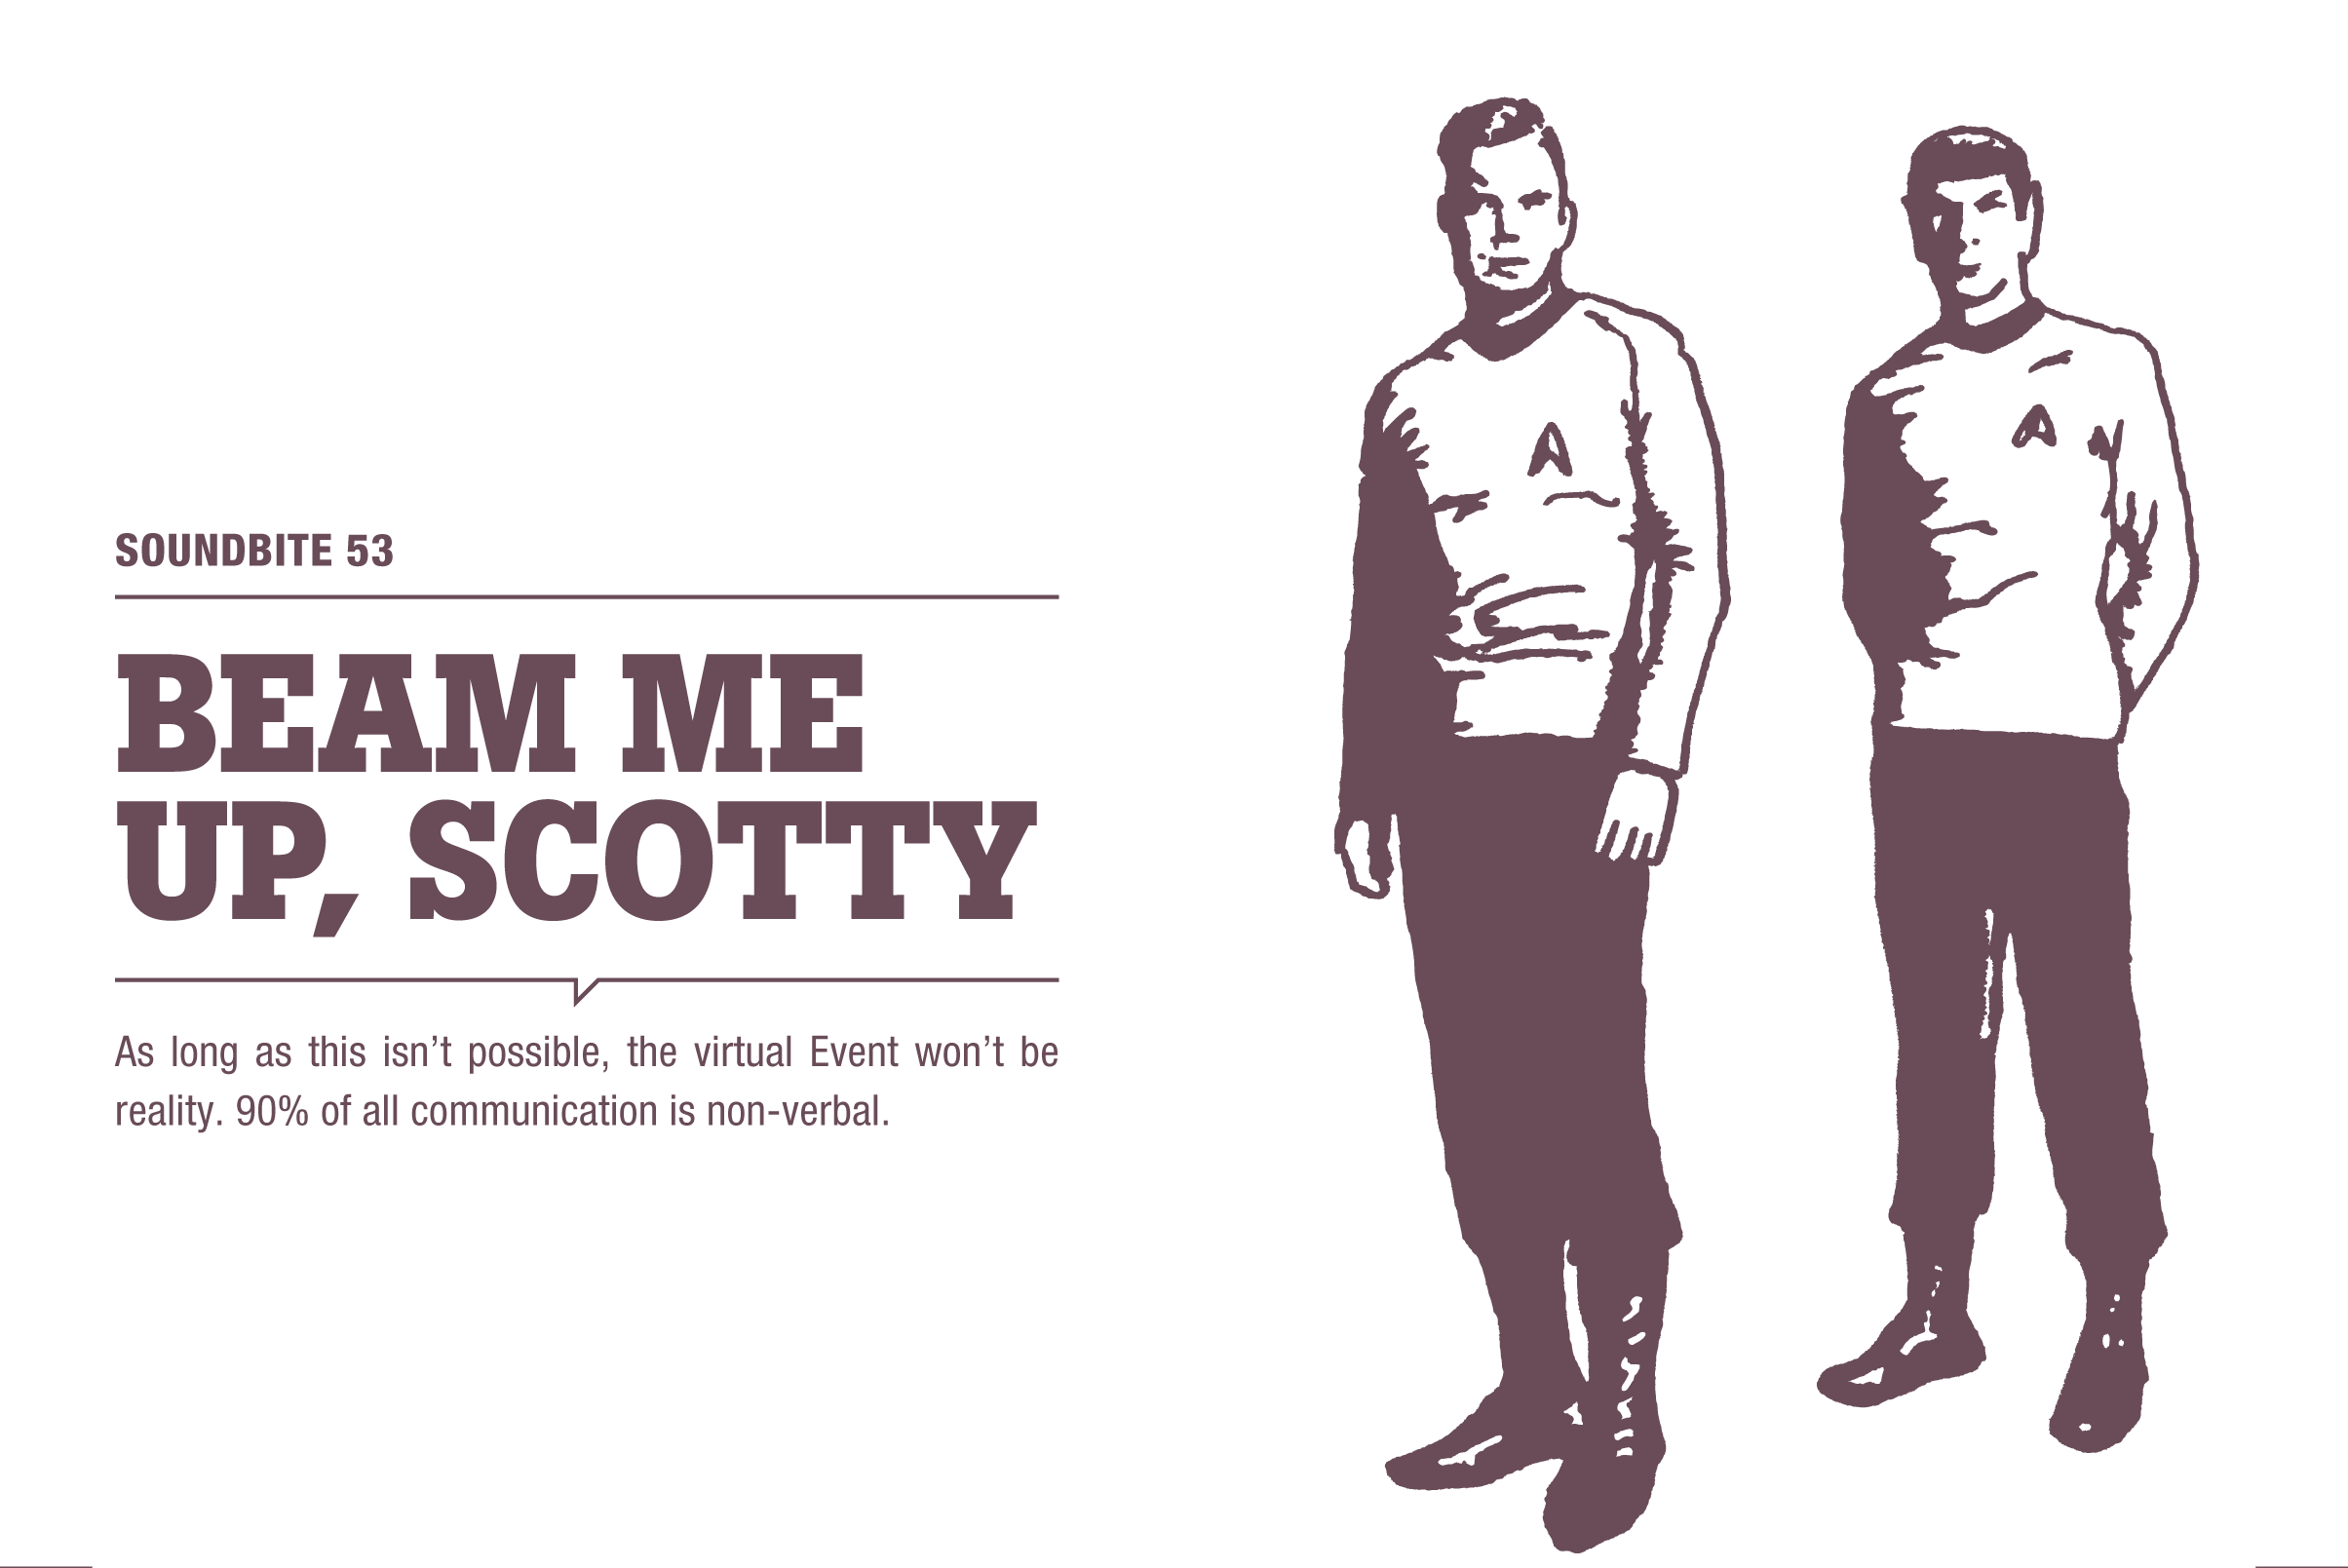 SOUNDBITE 53
BEAM ME
UP, SCOTTY
As long as this isn't possible, the virtual Event won't be
reality. 90% of all communication is non-verbal.